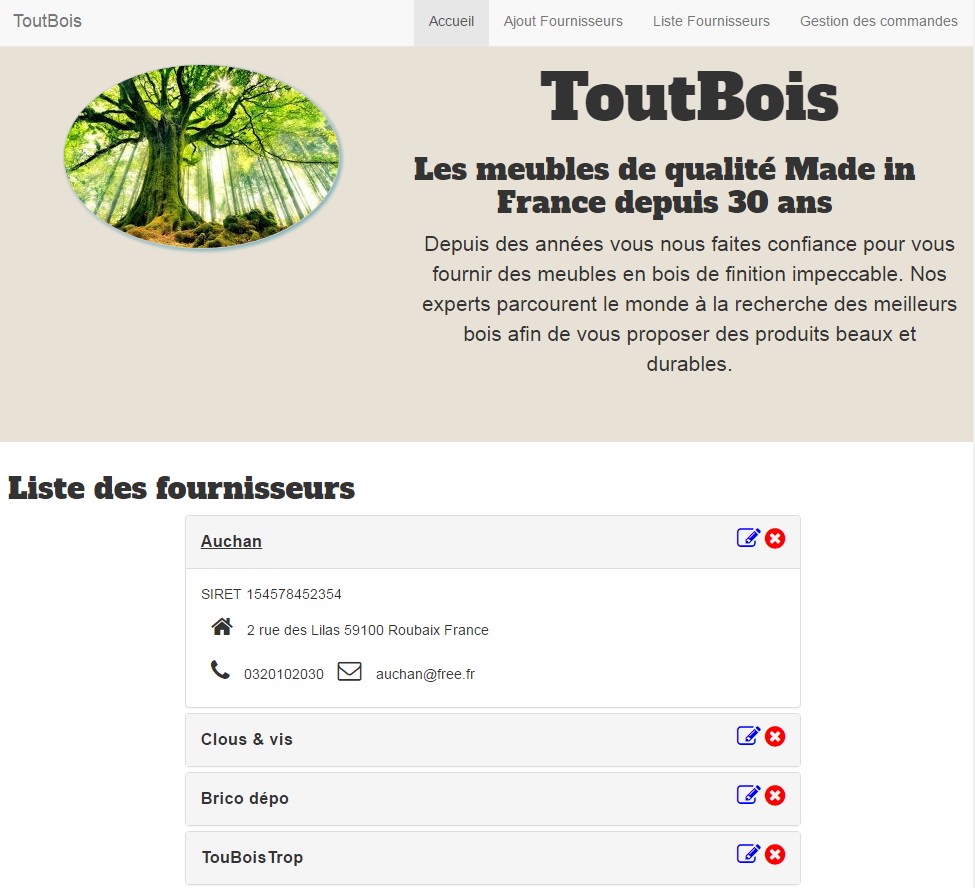 ToutBois
Accueil
Ajout Fournisseurs
Liste Fournisseurs
Gestion des commandes
ToutBois
Les meubles de qualité Made in
France depuis 30 ans
Depuis des années vous nous faites confiance pour vous
fournir des meubles en bois de finition impeccable. Nos
experts parcourent le monde à la recherche des meilleurs
bois afin de vous proposer des produits beaux et
durables.
Liste des fournisseurs
Auchan
SIRET 154578452354
2 rue des Lilas 59100 Roubaix France
0320102030 auchan@free.fr
Clous & vis
Brico dépo
TouBoisTrop